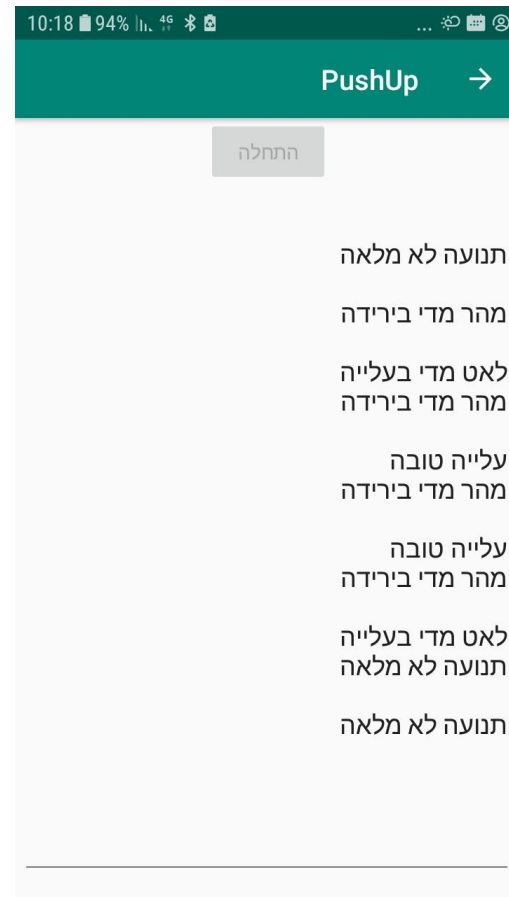 10:18 94% 4G ...
PushUp
התחלה
תנועה לא מלאה
מהר מדי בירידה
לאט מדי בעלייה
מהר מדי בירידה
עלייה טובה
מהר מדי בירידה
עלייה טובה
מהר מדי בירידה
לאט מדי בעלייה
תנועה לא מלאה
תנועה לא מלאה